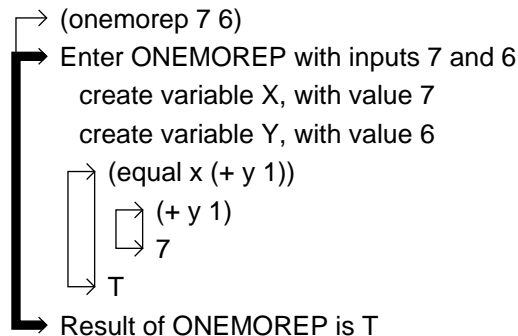 (onemorep 7 6)
Enter ONEMOREP with inputs 7 and 6
create variable X, with value 7
create variable Y, with value 6
(equal x (+ y 1))
(+ y 1)
7
T
Result of ONEMOREP is T